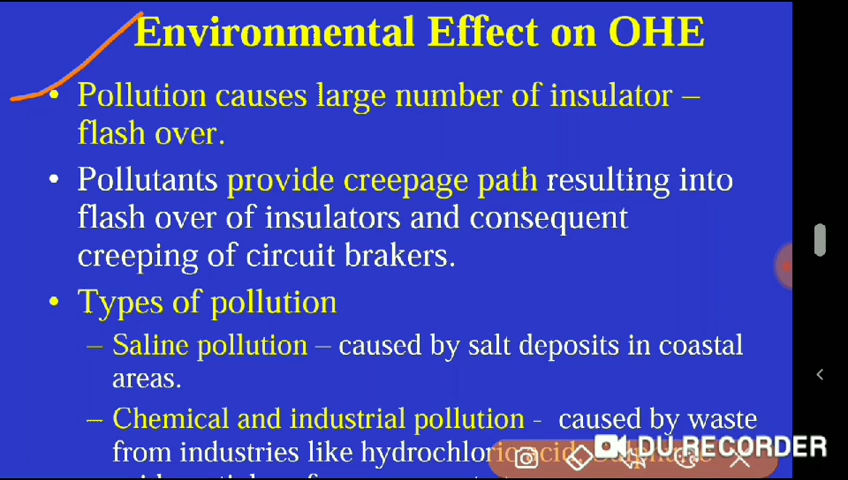 Environmental Effect on OHE
• Pollution causes large number of insulator –
flash over.
• Pollutants provide creepage path resulting into
flash over of insulators and consequent
creeping of circuit brakers.
• Types of pollution
– Saline pollution – caused by salt deposits in coastal
areas.
– Chemical and industrial pollution - caused by waste
from industries like hydrochloric acid,
DU RECORDER